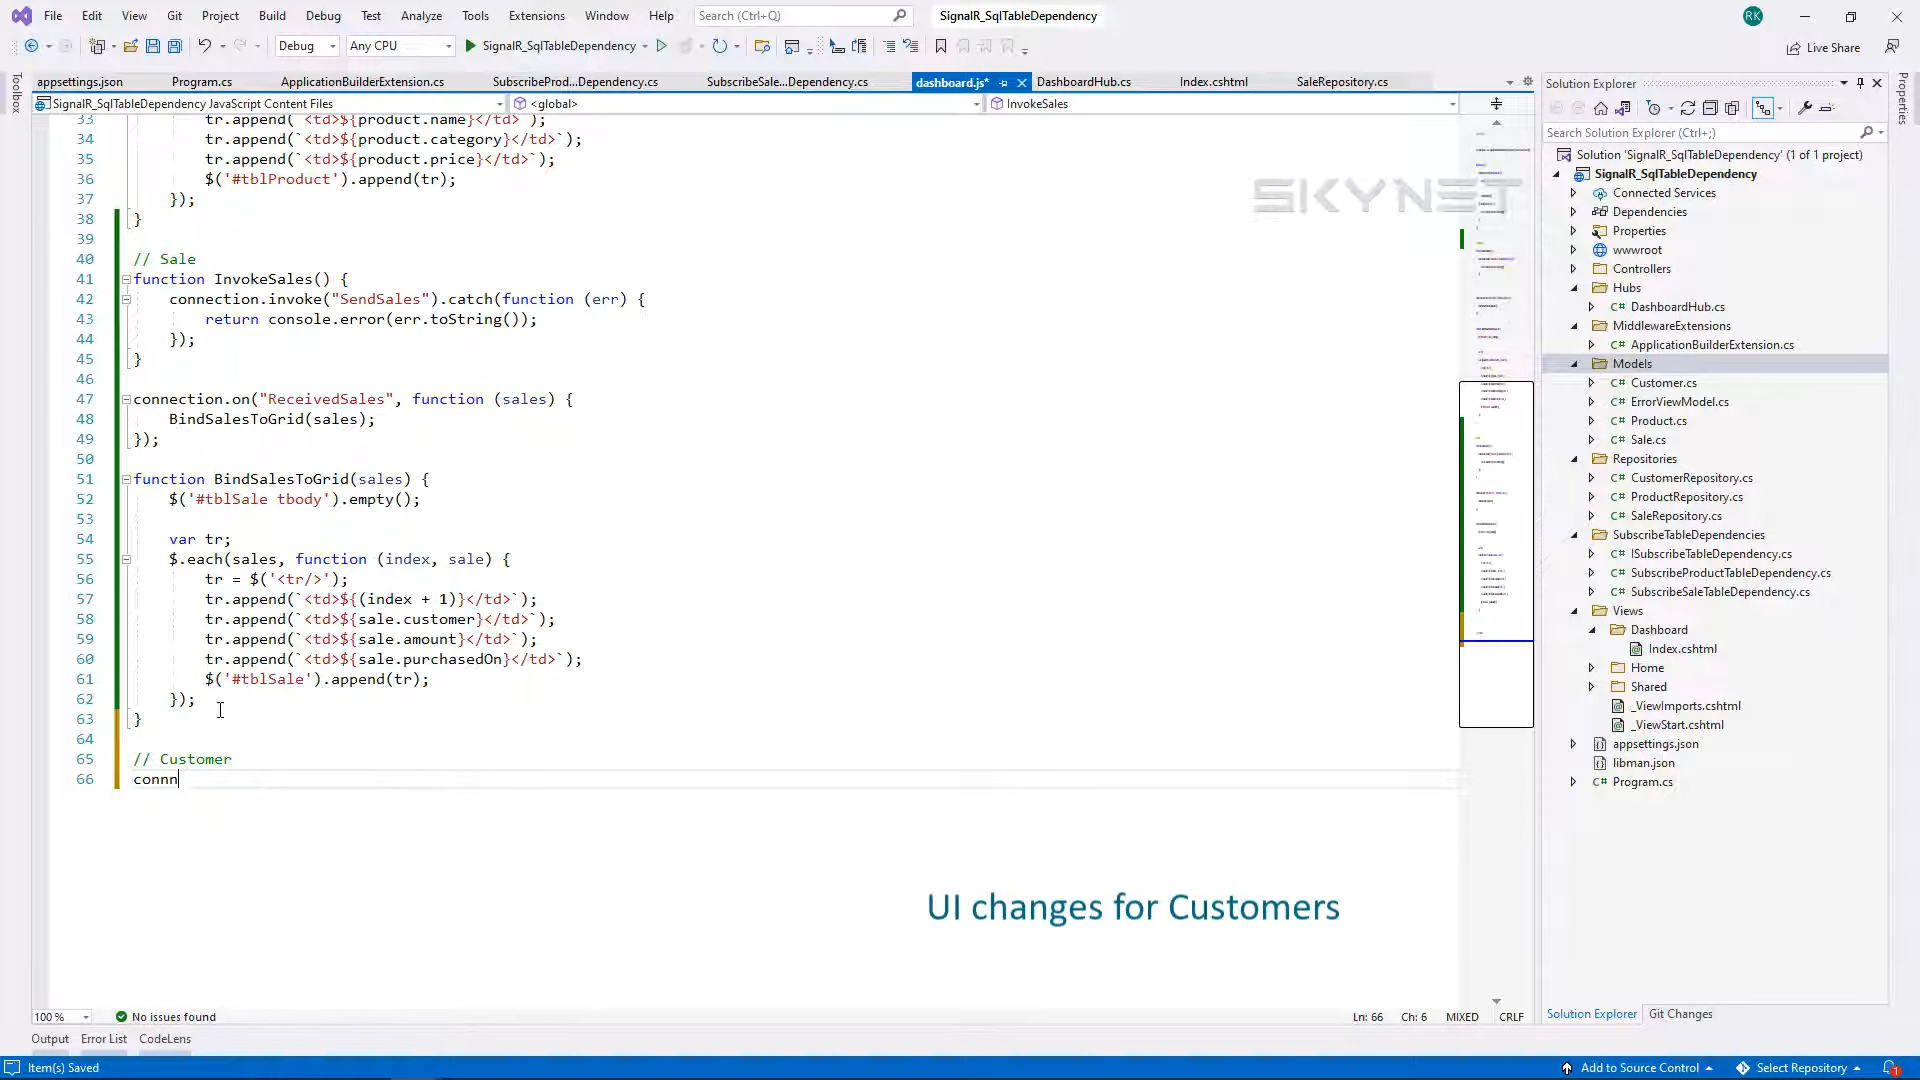 File Edit View Git Project Build Debug Test Analyze Tools Extensions Window Help Search (Ctrl+Q) SignalR_SqlTableDependency RK
Debug Any CPU SignalR_SqlTableDependency Live Share
Toolbox
appsettings.json Program.cs ApplicationBuilderExtension.cs SubscribeProd...Dependency.cs SubscribeSale...Dependency.cs dashboard.js* DashboardHub.cs Index.cshtml SaleRepository.cs
SignalR_SqlTableDependency JavaScript Content Files <global> InvokeSales
33 tr.append(`<td>${product.name}</td>`);
34 tr.append(`<td>${product.category}</td>`);
35 tr.append(`<td>${product.price}</td>`);
36 $('#tblProduct').append(tr);
37 });
38 }
39
40 // Sale
41 function InvokeSales() {
42 connection.invoke("SendSales").catch(function (err) {
43 return console.error(err.toString());
44 });
45 }
46
47 connection.on("ReceivedSales", function (sales) {
48 BindSalesToGrid(sales);
49 });
50
51 function BindSalesToGrid(sales) {
52 $('#tblSale tbody').empty();
53
54 var tr;
55 $.each(sales, function (index, sale) {
56 tr = $('<tr/>');
57 tr.append(`<td>${(index + 1)}</td>`);
58 tr.append(`<td>${sale.customer}</td>`);
59 tr.append(`<td>${sale.amount}</td>`);
60 tr.append(`<td>${sale.purchasedOn}</td>`);
61 $('#tblSale').append(tr);
62 });
63 }
64
65 // Customer
66 connn
SKYNET
UI changes for Customers
100 % No issues found Ln: 66 Ch: 6 MIXED CRLF
Output Error List CodeLens
Item(s) Saved Add to Source Control Select Repository 1
Solution Explorer
Search Solution Explorer (Ctrl+;)
Solution 'SignalR_SqlTableDependency' (1 of 1 project)
SignalR_SqlTableDependency
Connected Services
Dependencies
Properties
wwwroot
Controllers
Hubs
C# DashboardHub.cs
MiddlewareExtensions
C# ApplicationBuilderExtension.cs
Models
C# Customer.cs
C# ErrorViewModel.cs
C# Product.cs
C# Sale.cs
Repositories
C# CustomerRepository.cs
C# ProductRepository.cs
C# SaleRepository.cs
SubscribeTableDependencies
C# ISubscribeTableDependency.cs
C# SubscribeProductTableDependency.cs
C# SubscribeSaleTableDependency.cs
Views
Dashboard
Index.cshtml
Home
Shared
_ViewImports.cshtml
_ViewStart.cshtml
appsettings.json
libman.json
C# Program.cs
Solution Explorer Git Changes
Properties